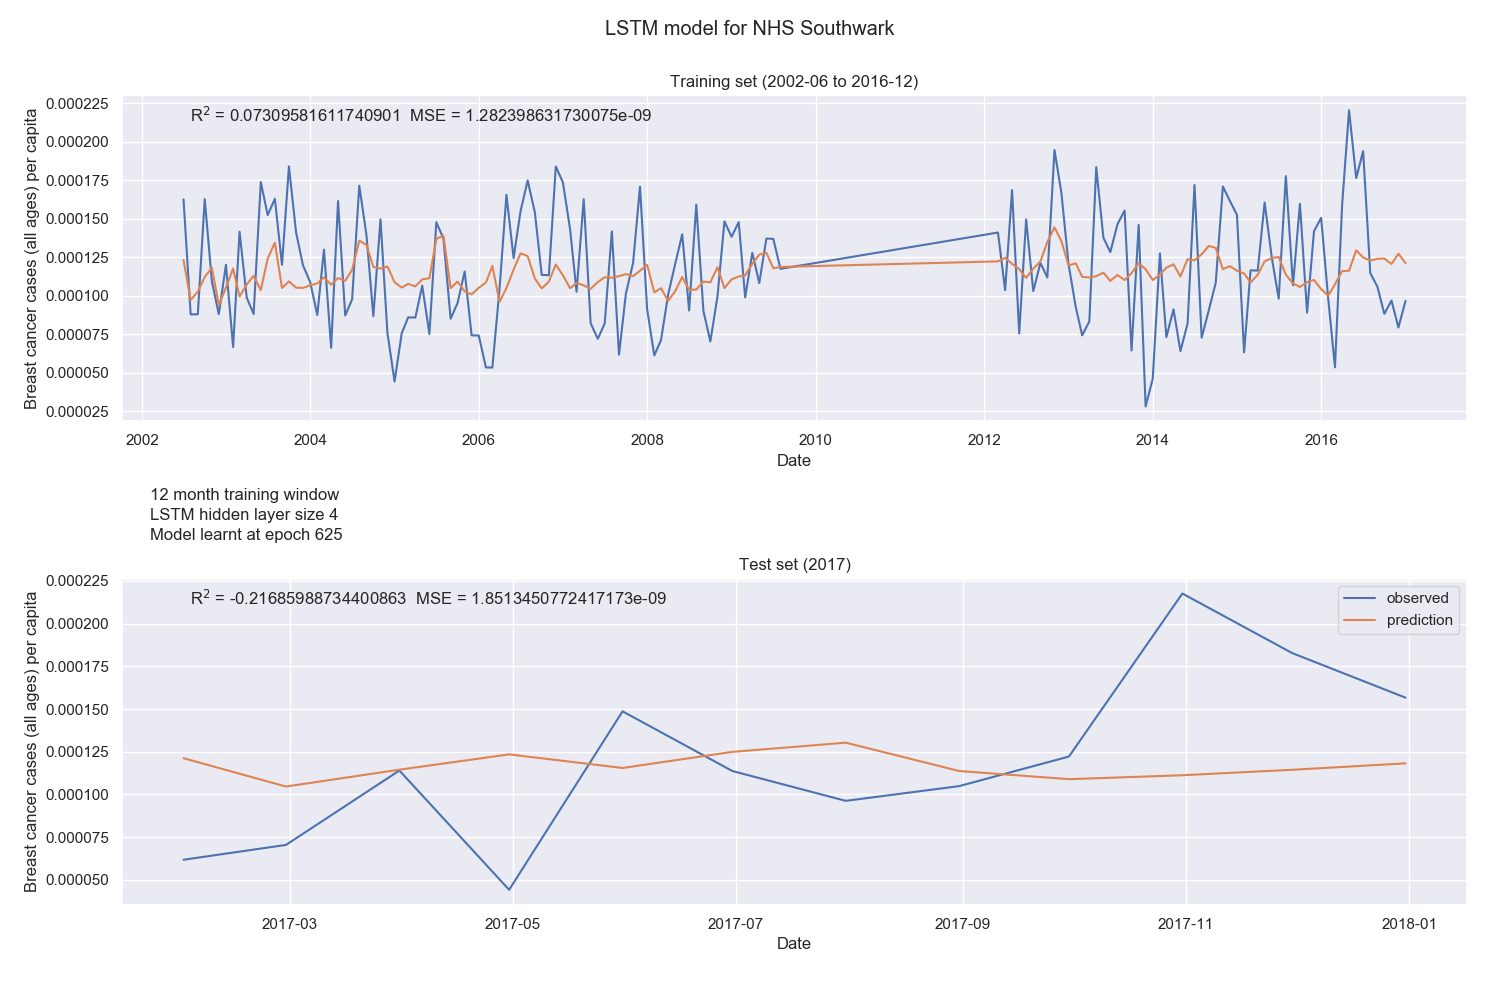 LSTM model for NHS Southwark
Training set (2002-06 to 2016-12)
R² = 0.07309581611740901 MSE = 1.282398631730075e-09
Breast cancer cases (all ages) per capita
0.000225
0.000200
0.000175
0.000150
0.000125
0.000100
0.000075
0.000050
0.000025
2002 2004 2006 2008 2010 2012 2014 2016
Date
12 month training window
LSTM hidden layer size 4
Model learnt at epoch 625
Test set (2017)
R² = -0.21685988734400863 MSE = 1.8513450772417173e-09
observed
prediction
Breast cancer cases (all ages) per capita
0.000225
0.000200
0.000175
0.000150
0.000125
0.000100
0.000075
0.000050
2017-03 2017-05 2017-07 2017-09 2017-11 2018-01
Date